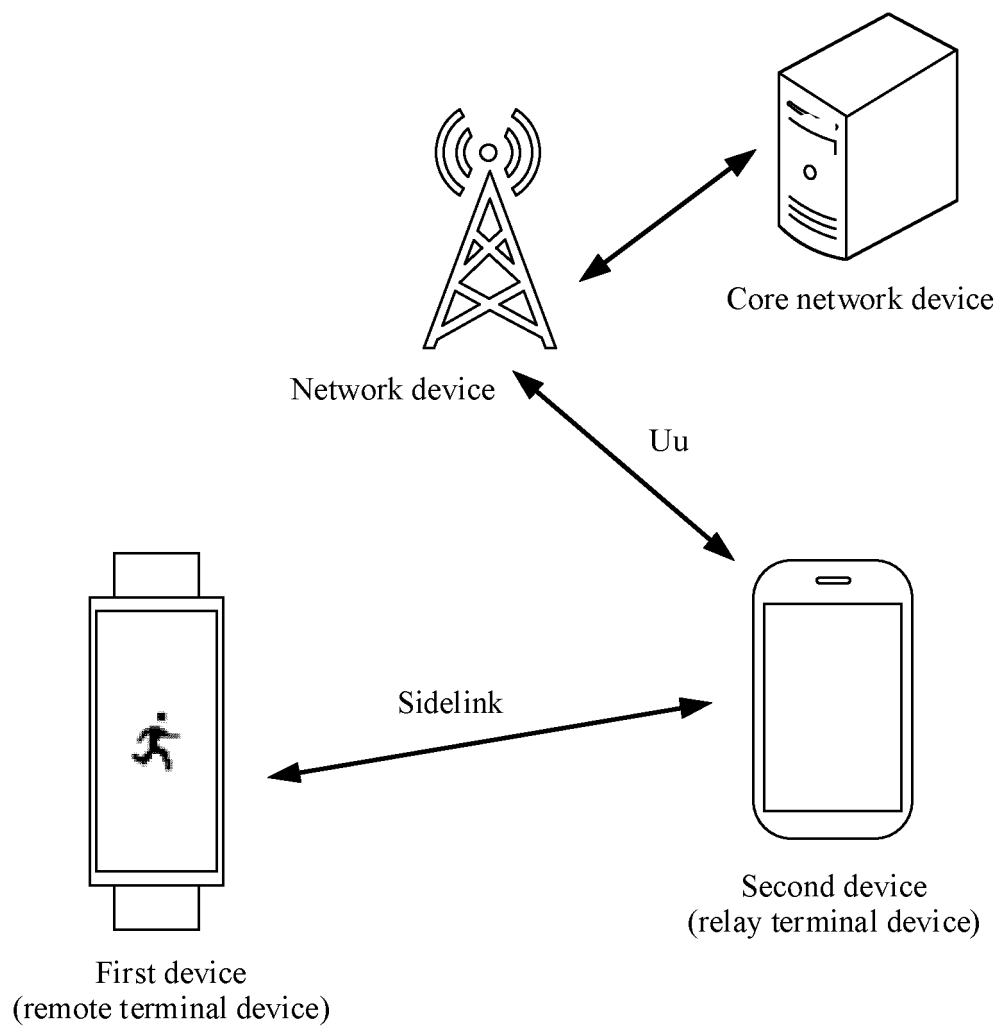 Core network device
Network device
Uu
Sidelink
Second device
(relay terminal device)
First device
(remote terminal device)